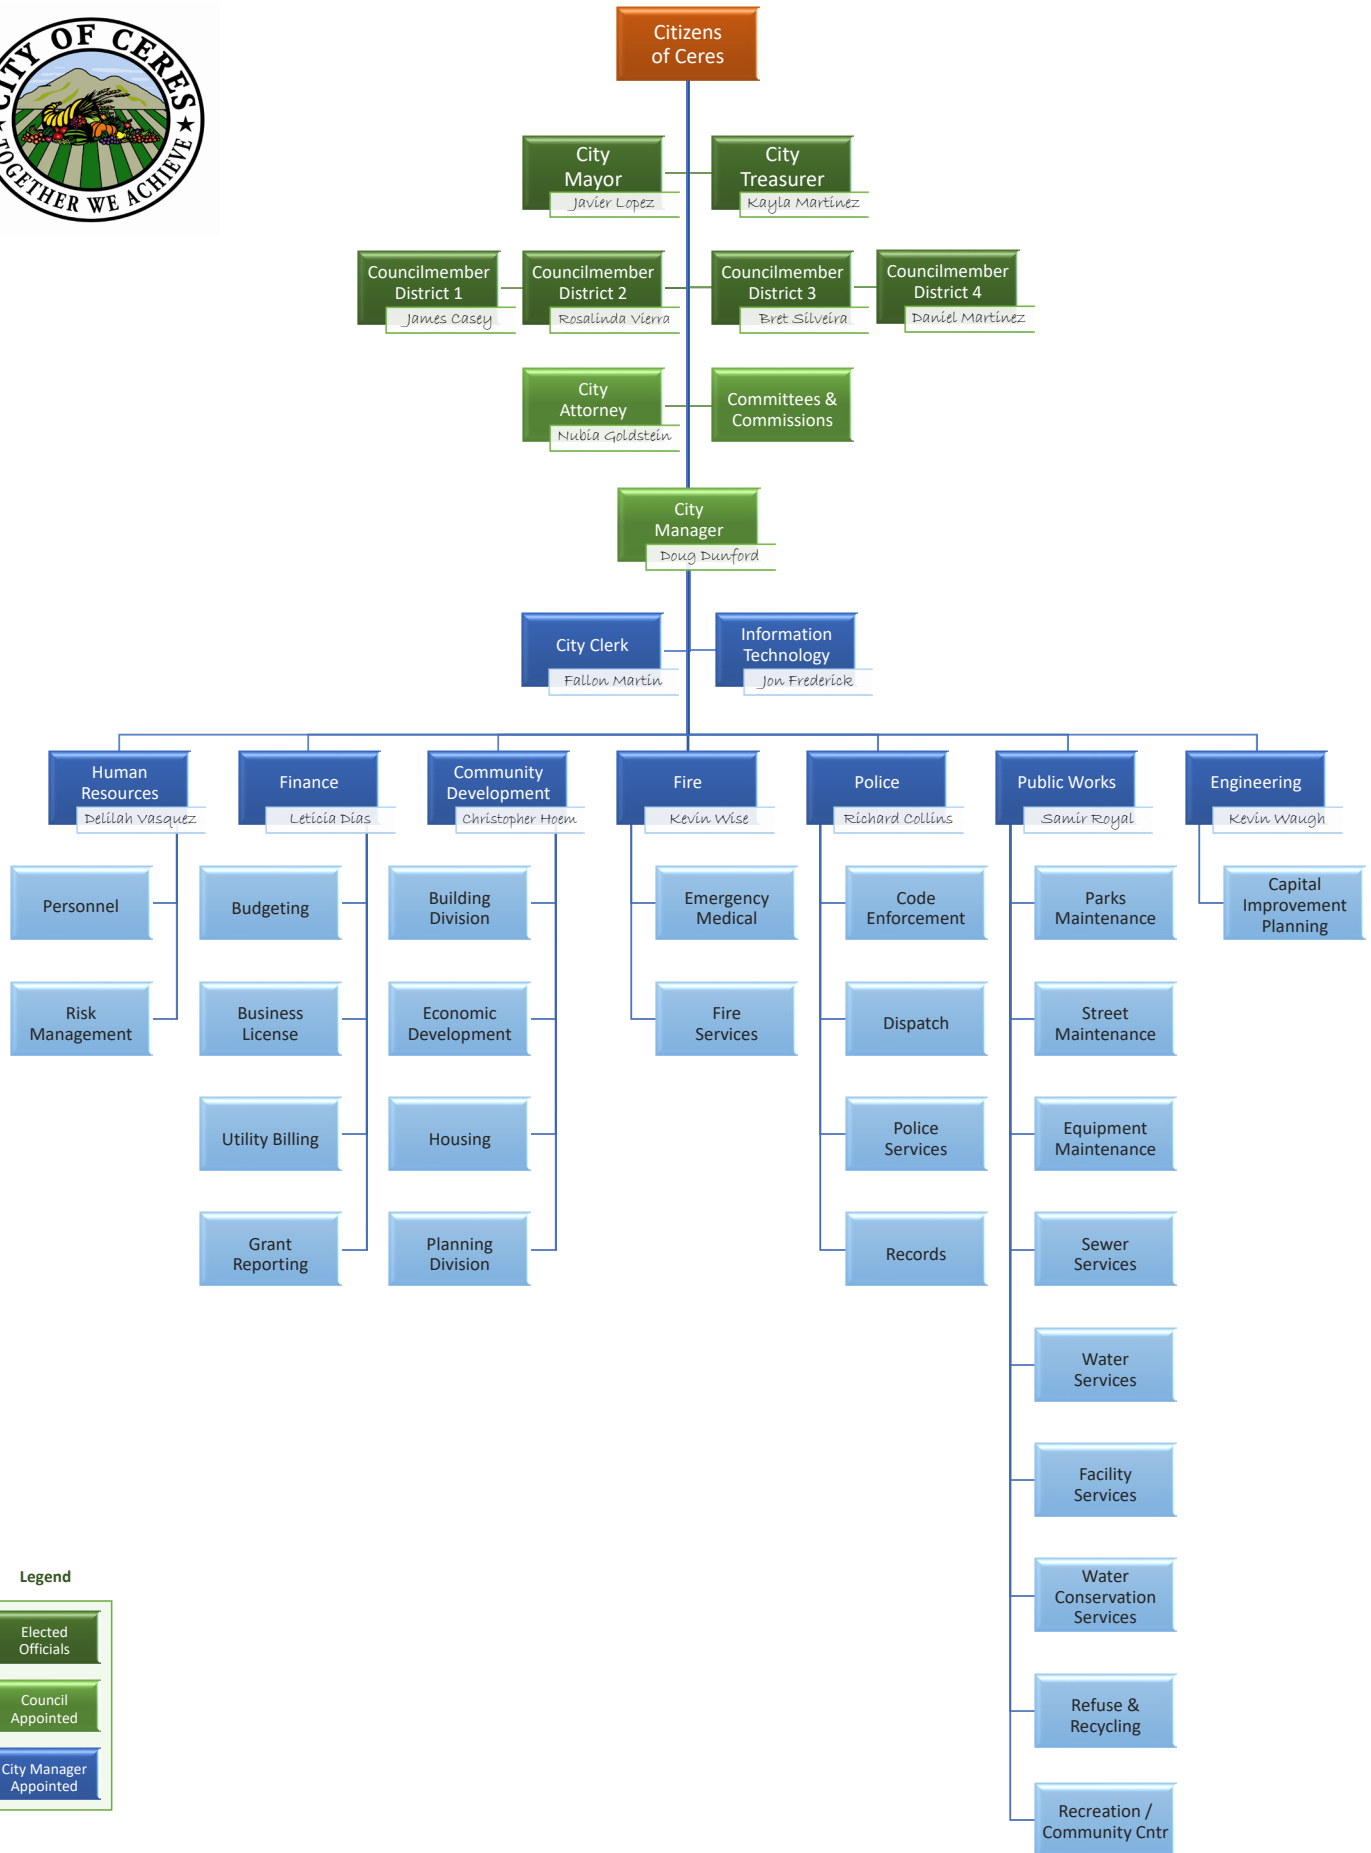 CITY OF CERES
TOGETHER WE ACHIEVE
Citizens
of Ceres
City
Mayor
Javier Lopez
City
Treasurer
Kayla Martinez
Councilmember
District 1
James Casey
Councilmember
District 2
Rosalinda Vierra
Councilmember
District 3
Bret Silveira
Councilmember
District 4
Daniel Martinez
City
Attorney
Nubia Goldstein
Committees &
Commissions
City
Manager
Doug Dunford
City Clerk
Fallon Martin
Information
Technology
Jon Frederick
Human
Resources
Delilah Vasquez
Finance
Leticia Dias
Community
Development
Christopher Hoem
Fire
Kevin Wise
Police
Richard Collins
Public Works
Samir Royal
Engineering
Kevin Waugh
Personnel
Risk
Management
Budgeting
Business
License
Utility Billing
Grant
Reporting
Building
Division
Economic
Development
Housing
Planning
Division
Emergency
Medical
Fire
Services
Code
Enforcement
Dispatch
Police
Services
Records
Parks
Maintenance
Street
Maintenance
Equipment
Maintenance
Sewer
Services
Water
Services
Facility
Services
Water
Conservation
Services
Refuse &
Recycling
Recreation /
Community Cntr
Capital
Improvement
Planning
Legend
Elected
Officials
Council
Appointed
City Manager
Appointed